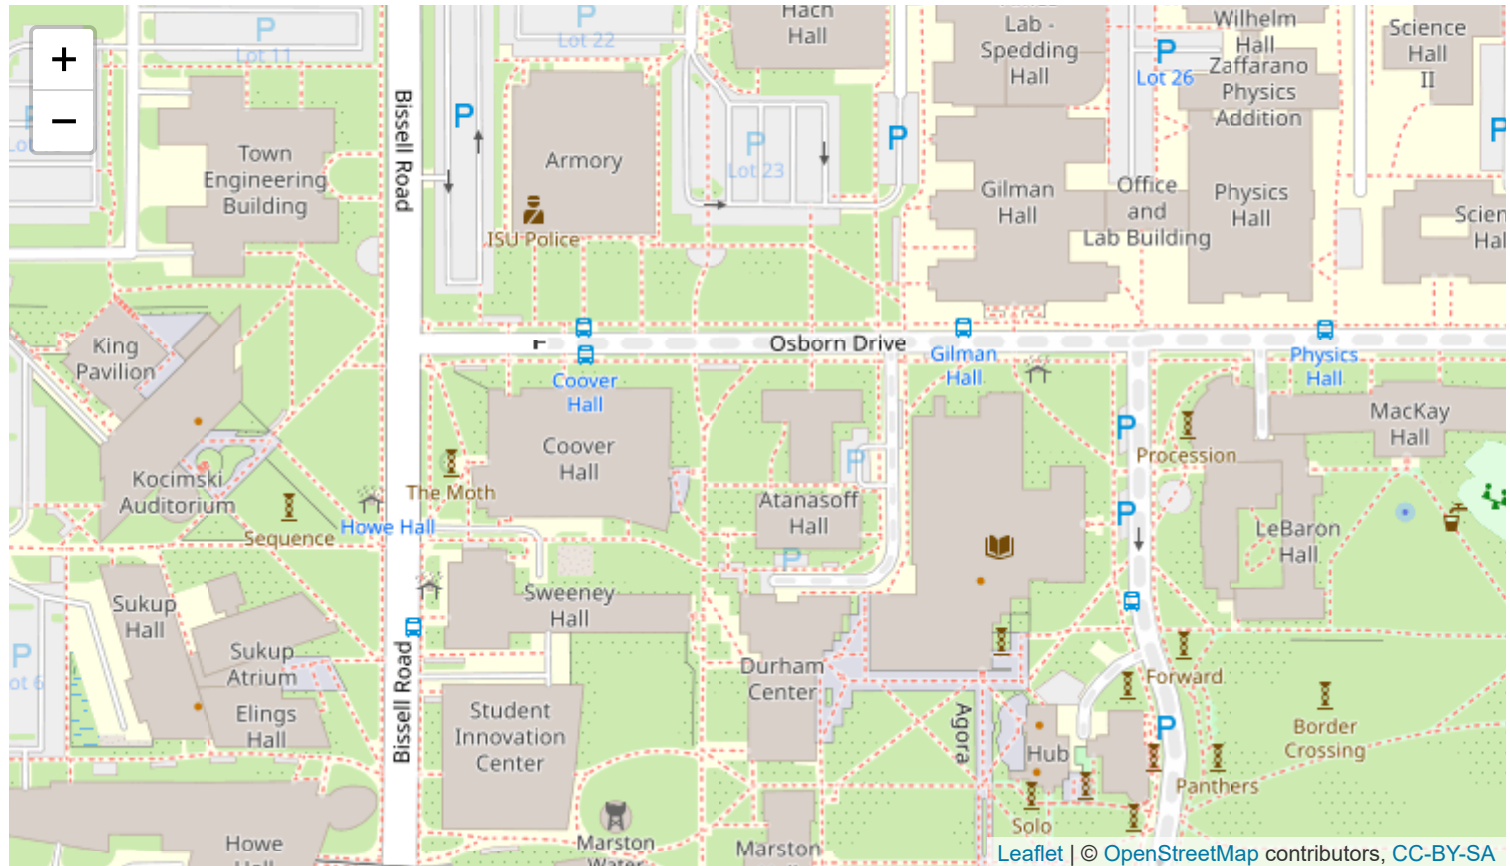 +
−
P
Lot 11
P
Lot 22
Hach
Hall
Lab -
Spedding
Hall
P
Lot 26
Wilhelm
Hall
Zaffarano
Physics
Addition
Science
Hall
II
P
P
P
Lot 23
P
Bissell Road
Town
Engineering
Building
Armory
ISU Police
Gilman
Hall
Office
and
Lab Building
Physics
Hall
King
Pavilion
Osborn Drive
Coover
Hall
Gilman
Hall
Physics
Hall
Coover
Hall
MacKay
Hall
P
P
Procession
Kocimski
Auditorium
The Moth
Sequence
Howe Hall
Atanasoff
Hall
P
P
LeBaron
Hall
Sukup
Hall
Sweeney
Hall
P
Sukup
Atrium
Durham
Center
Forward
Bissell Road
Elings
Hall
Student
Innovation
Center
Agora
Hub
P
Border
Crossing
Panthers
Solo
Howe
Marston
Marston
Leaflet | © OpenStreetMap contributors, CC-BY-SA